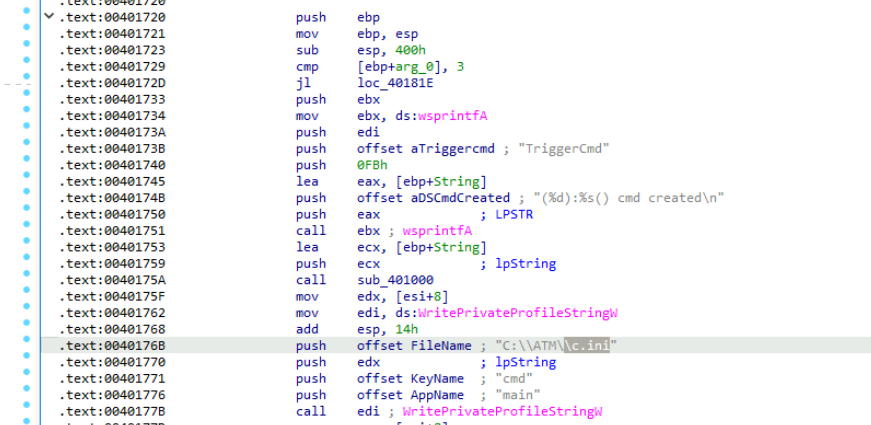 .text:00401720
.text:00401720 push ebp
.text:00401721 mov ebp, esp
.text:00401723 sub esp, 400h
.text:00401729 cmp [ebp+arg_0], 3
.text:0040172D jl loc_40181E
.text:00401733 push ebx
.text:00401734 mov ebx, ds:wsprintfA
.text:0040173A push edi
.text:0040173B push offset aTriggercmd ; "TriggerCmd"
.text:00401740 push 0FBh
.text:00401745 lea eax, [ebp+String]
.text:0040174B push offset aDSCmdCreated ; "(%d):%s() cmd created\n"
.text:00401750 push eax ; LPSTR
.text:00401751 call ebx ; wsprintfA
.text:00401753 lea ecx, [ebp+String]
.text:00401759 push ecx ; lpString
.text:0040175A call sub_401000
.text:0040175F mov edx, [esi+8]
.text:00401762 mov edi, ds:WritePrivateProfileStringW
.text:00401768 add esp, 14h
.text:0040176B push offset FileName ; "C:\\ATM\\c.ini"
.text:00401770 push edx ; lpString
.text:00401771 push offset KeyName ; "cmd"
.text:00401776 push offset AppName ; "main"
.text:0040177B call edi ; WritePrivateProfileStringW